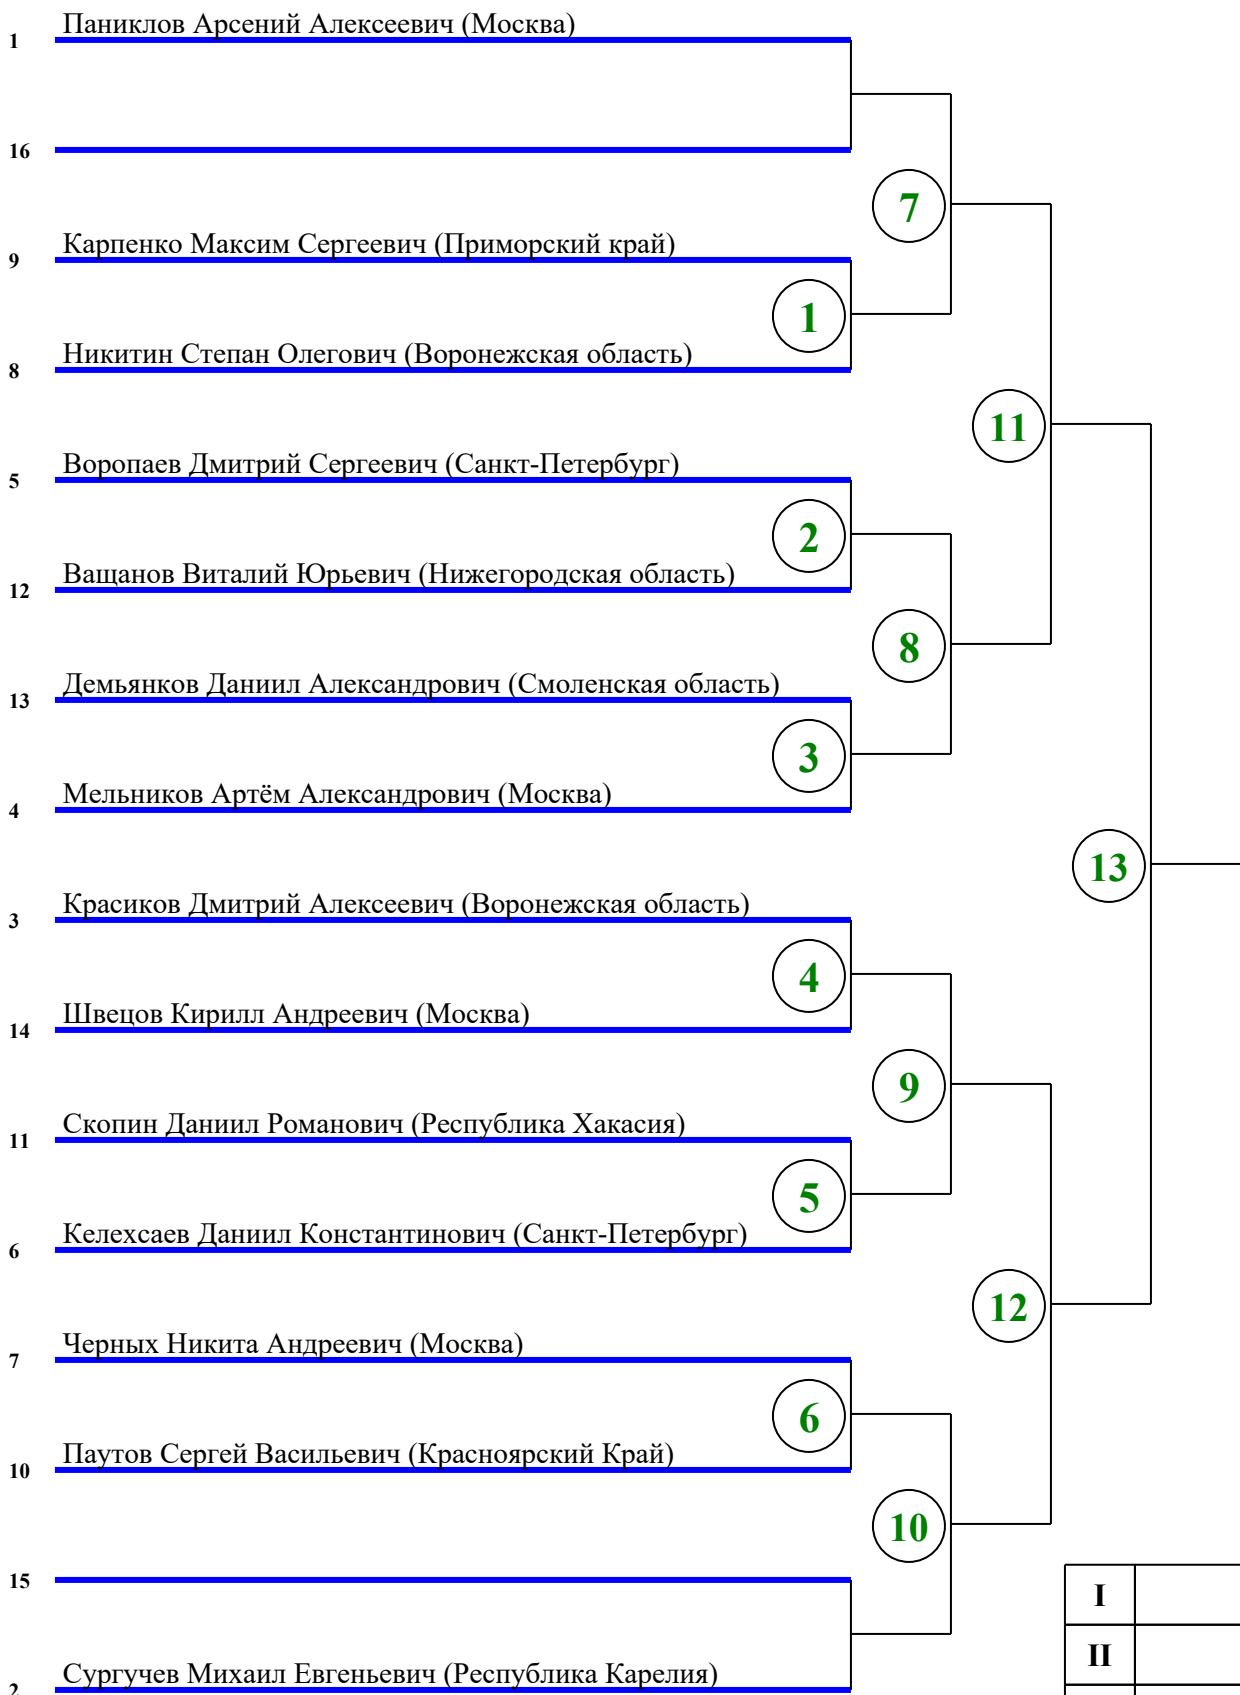 Паниклов Арсений Алексеевич (Москва)
1
16
7
Карпенко Максим Сергеевич (Приморский край)
9
1
Никитин Степан Олегович (Воронежская область)
8
11
Воропаев Дмитрий Сергеевич (Санкт-Петербург)
5
2
Ващанов Виталий Юрьевич (Нижегородская область)
12
8
Демьянков Даниил Александрович (Смоленская область)
13
3
Мельников Артём Александрович (Москва)
4
13
Красиков Дмитрий Алексеевич (Воронежская область)
3
4
Швецов Кирилл Андреевич (Москва)
14
9
Скопин Даниил Романович (Республика Хакасия)
11
5
Келехсаев Даниил Константинович (Санкт-Петербург)
6
12
Черных Никита Андреевич (Москва)
7
6
Паутов Сергей Васильевич (Красноярский Край)
10
10
15
I
II
Сургучев Михаил Евгеньевич (Республика Карелия)
2